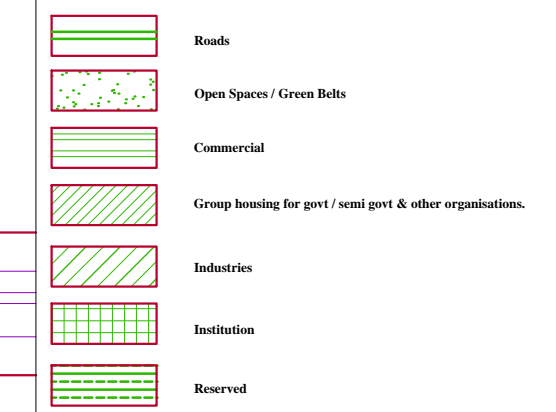 Roads
Open Spaces / Green Belts
Commercial
Group housing for govt / semi govt & other organisations.
Industries
Institution
Reserved